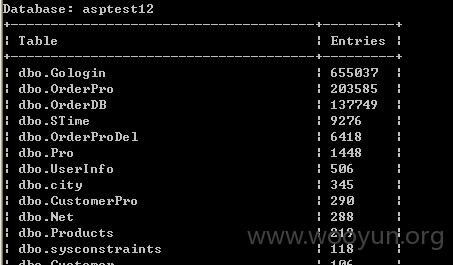 Database: asptest12
+--------------------------------------+---------+
¦ Table ¦ Entries ¦
+--------------------------------------+---------+
¦ dbo.Gologin ¦ 655037 ¦
¦ dbo.OrderPro ¦ 203585 ¦
¦ dbo.OrderDB ¦ 137749 ¦
¦ dbo.STime ¦ 9276 ¦
¦ dbo.OrderProDel ¦ 6418 ¦
¦ dbo.Pro ¦ 1448 ¦
¦ dbo.UserInfo ¦ 506 ¦
¦ dbo.city ¦ 345 ¦
¦ dbo.CustomerPro ¦ 290 ¦
¦ dbo.Net ¦ 288 ¦
¦ dbo.Products ¦ 217 ¦
www.wooyun.org
¦ dbo.sysconstraints ¦ 118 ¦
¦ dbo.Customer ¦ 106 ¦